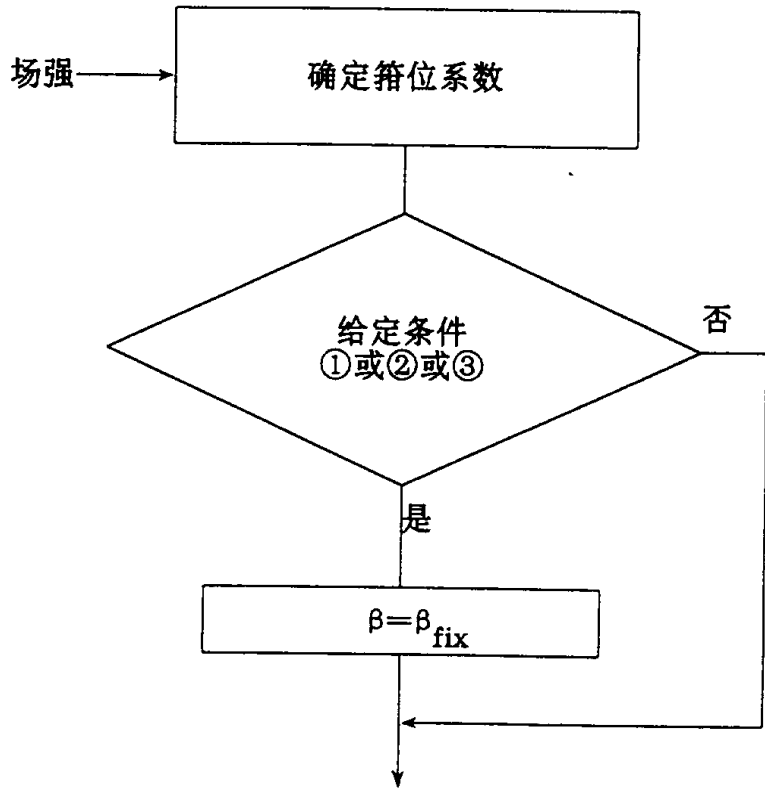 场强
确定箝位系数
给定条件
①或②或③
否
是
β=β_fix